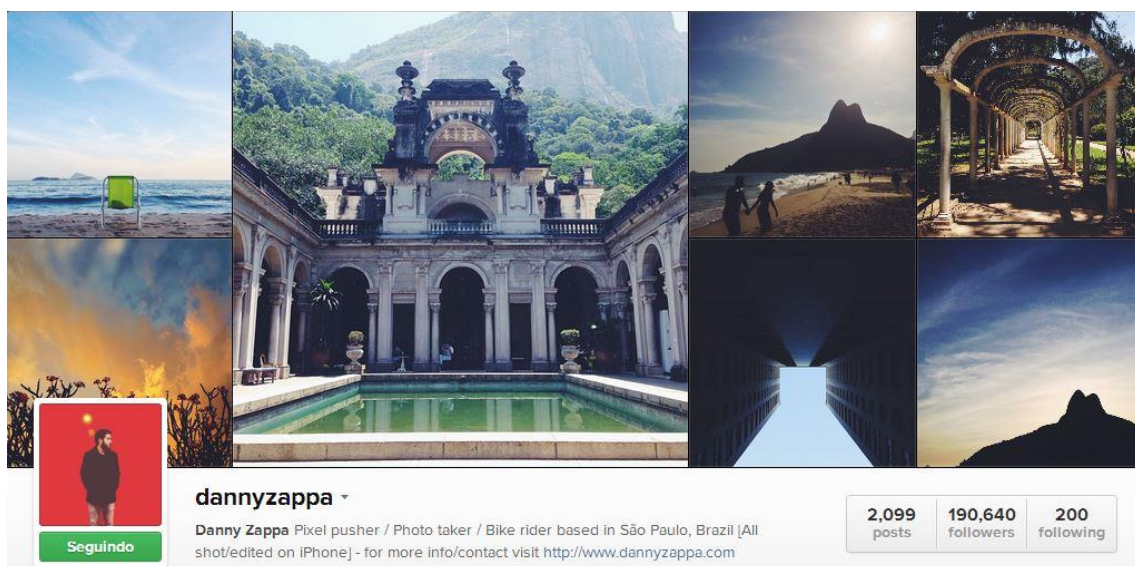 dannyzappa
Danny Zappa Pixel pusher / Photo taker / Bike rider based in São Paulo, Brazil [All
shot/edited on iPhone] - for more info/contact visit http://www.dannyzappa.com
Seguindo
2,099
posts
190,640
followers
200
following